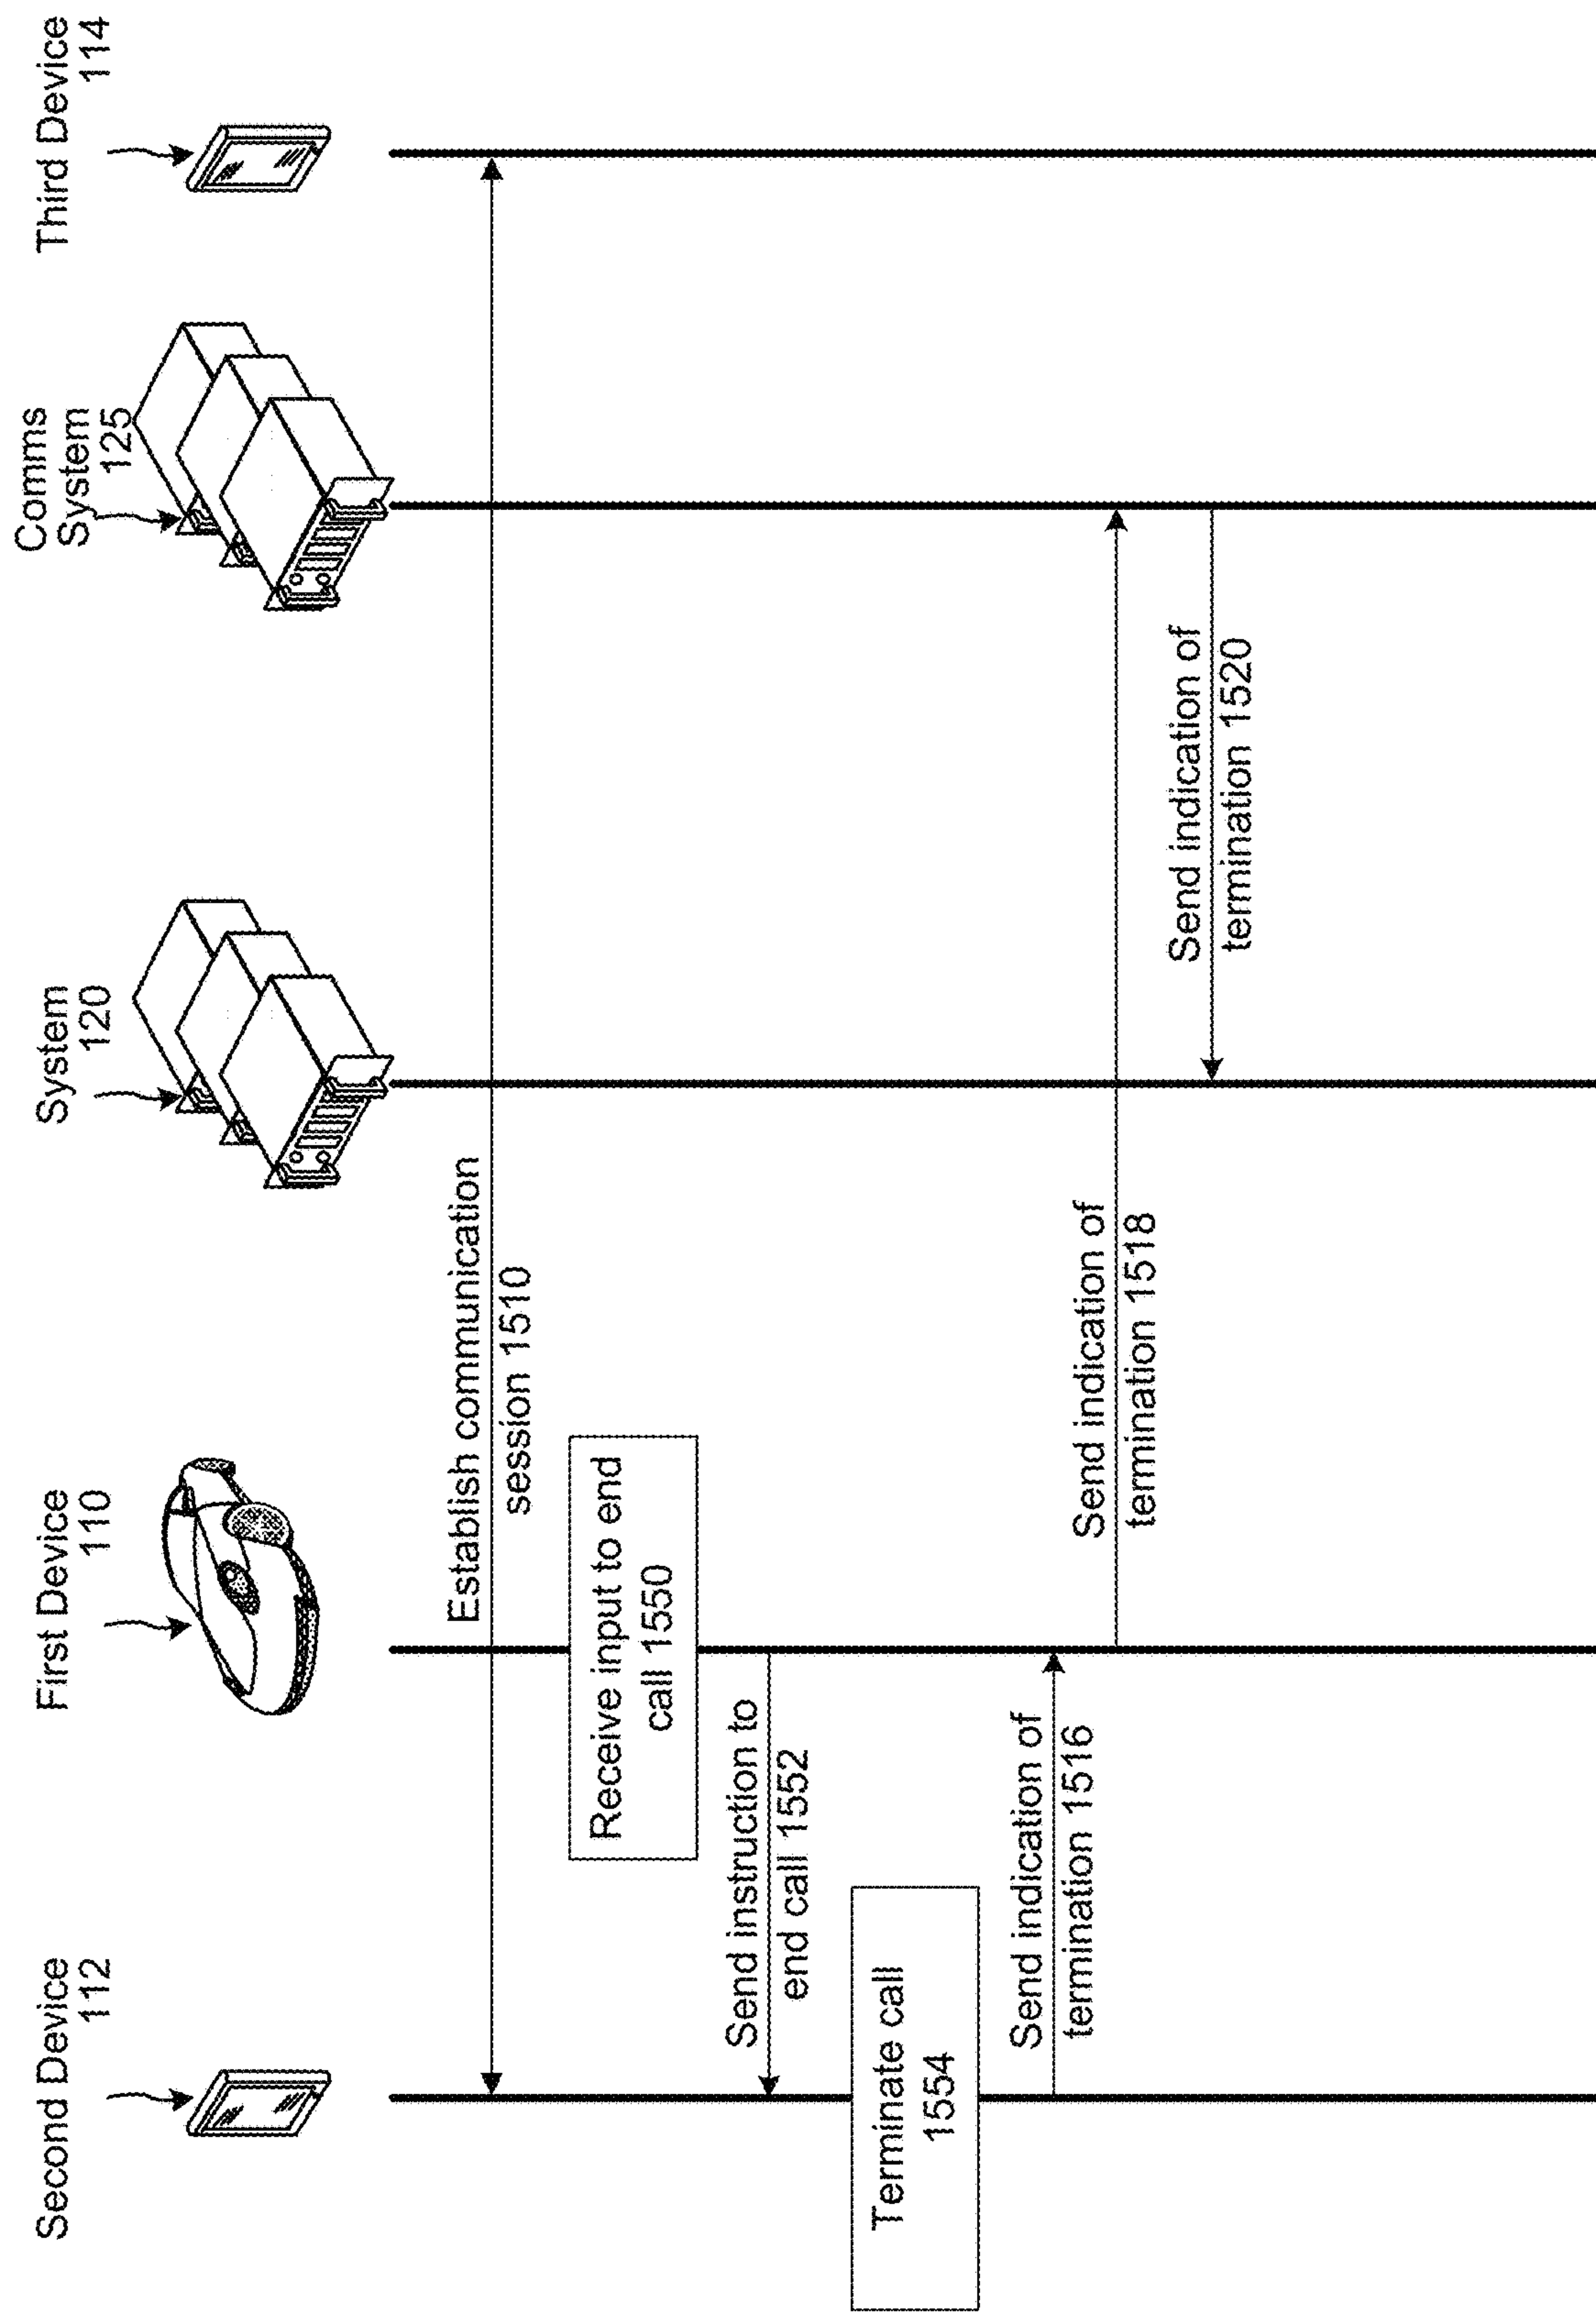 Second Device
112
First Device
110
System
120
Comms
System
125
Third Device
114
Establish communication
session 1510
Receive input to end
call 1550
Send instruction to
end call 1552
Terminate call
1554
Send indication of
termination 1516
Send indication of
termination 1518
Send indication of
termination 1520